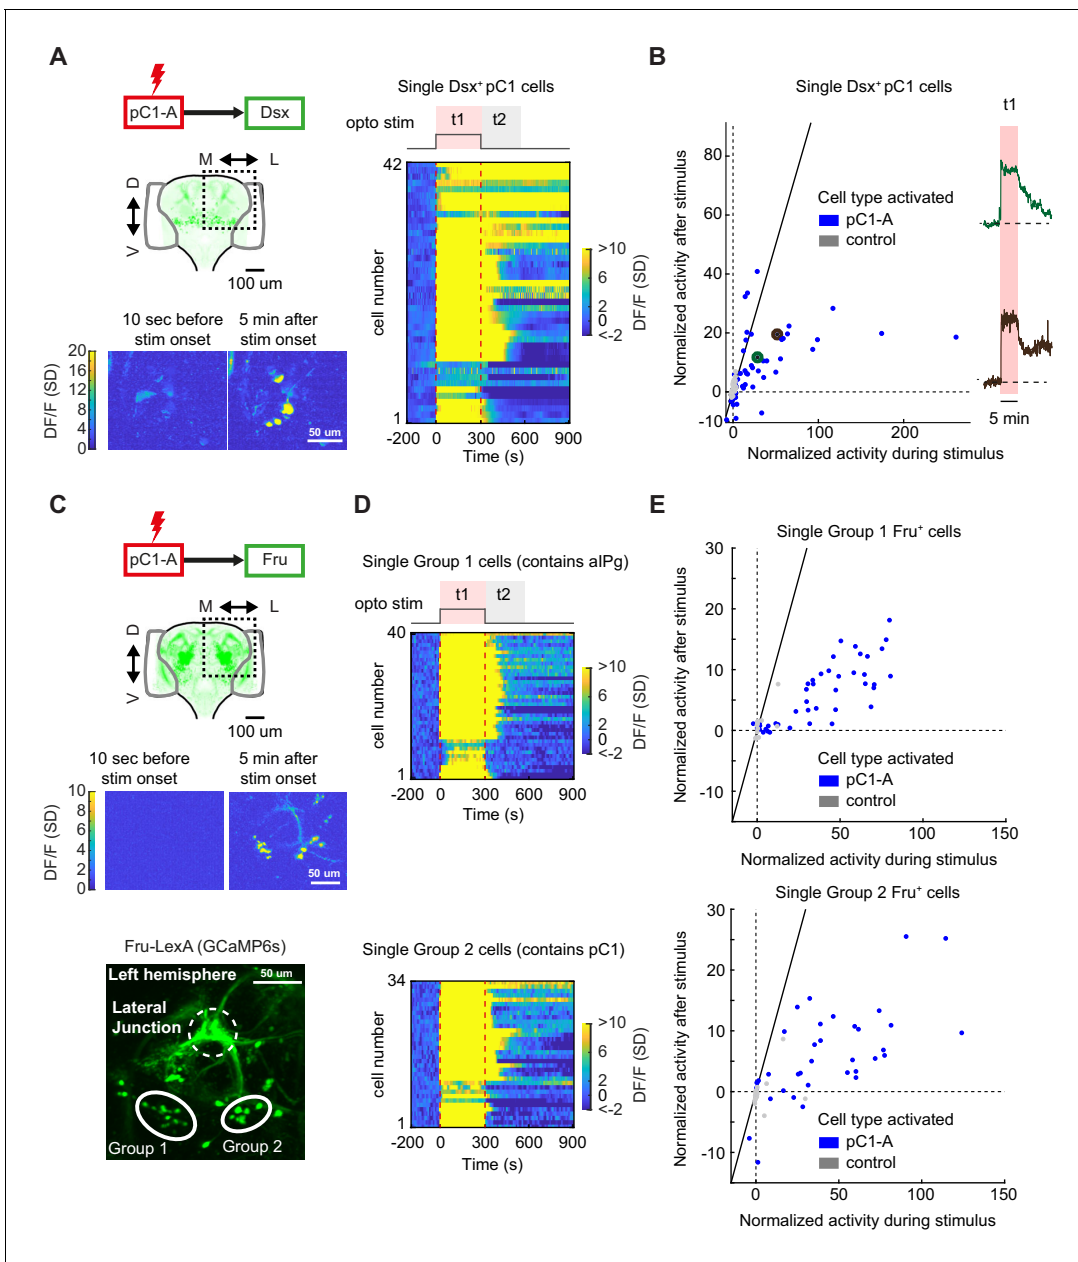 A
pC1-A
Dsx
M
L
D
V
100 um
10 sec before
stim onset
5 min after
stim onset
20
16
12
8
4
0
DF/F (SD)
50 um
Single Dsx+ pC1 cells
opto stim
t1
t2
42
cell number
1
-200
0
300
600
900
Time (s)
>10
6
2
0
<-2
DF/F (SD)
B
Single Dsx+ pC1 cells
Normalized activity after stimulus
80
60
40
20
0
-10
0
100
200
Normalized activity during stimulus
Cell type activated
pC1-A
control
t1
5 min
C
pC1-A
Fru
M
L
D
V
100 um
10 sec before
stim onset
5 min after
stim onset
10
8
6
4
2
0
DF/F (SD)
50 um
Fru-LexA (GCaMP6s)
Left hemisphere
50 um
Lateral
Junction
Group 1
Group 2
D
Single Group 1 cells (contains aIPg)
opto stim
t1
t2
40
cell number
1
-200
0
300
600
900
Time (s)
>10
6
2
0
<-2
DF/F (SD)
Single Group 2 cells (contains pC1)
34
cell number
1
-200
0
300
600
900
Time (s)
>10
6
2
0
<-2
DF/F (SD)
E
Single Group 1 Fru+ cells
Normalized activity after stimulus
30
20
10
0
-10
0
50
100
150
Normalized activity during stimulus
Cell type activated
pC1-A
control
Single Group 2 Fru+ cells
Normalized activity after stimulus
30
20
10
0
-10
0
50
100
150
Normalized activity during stimulus
Cell type activated
pC1-A
control